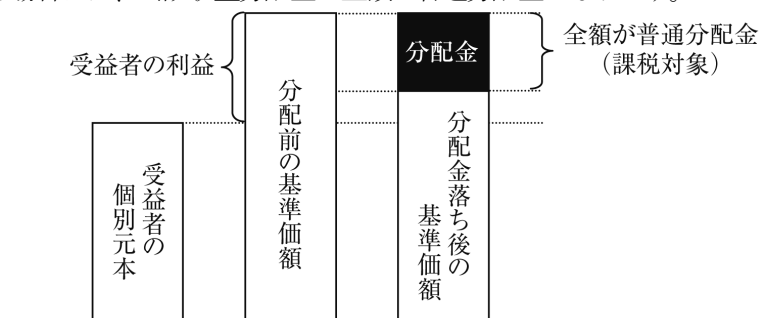 受益者の利益
分配金
全額が普通分配金
（課税対象）
受益者の
個別元本
分配前の基準価額
分配金落ち後の
基準価額